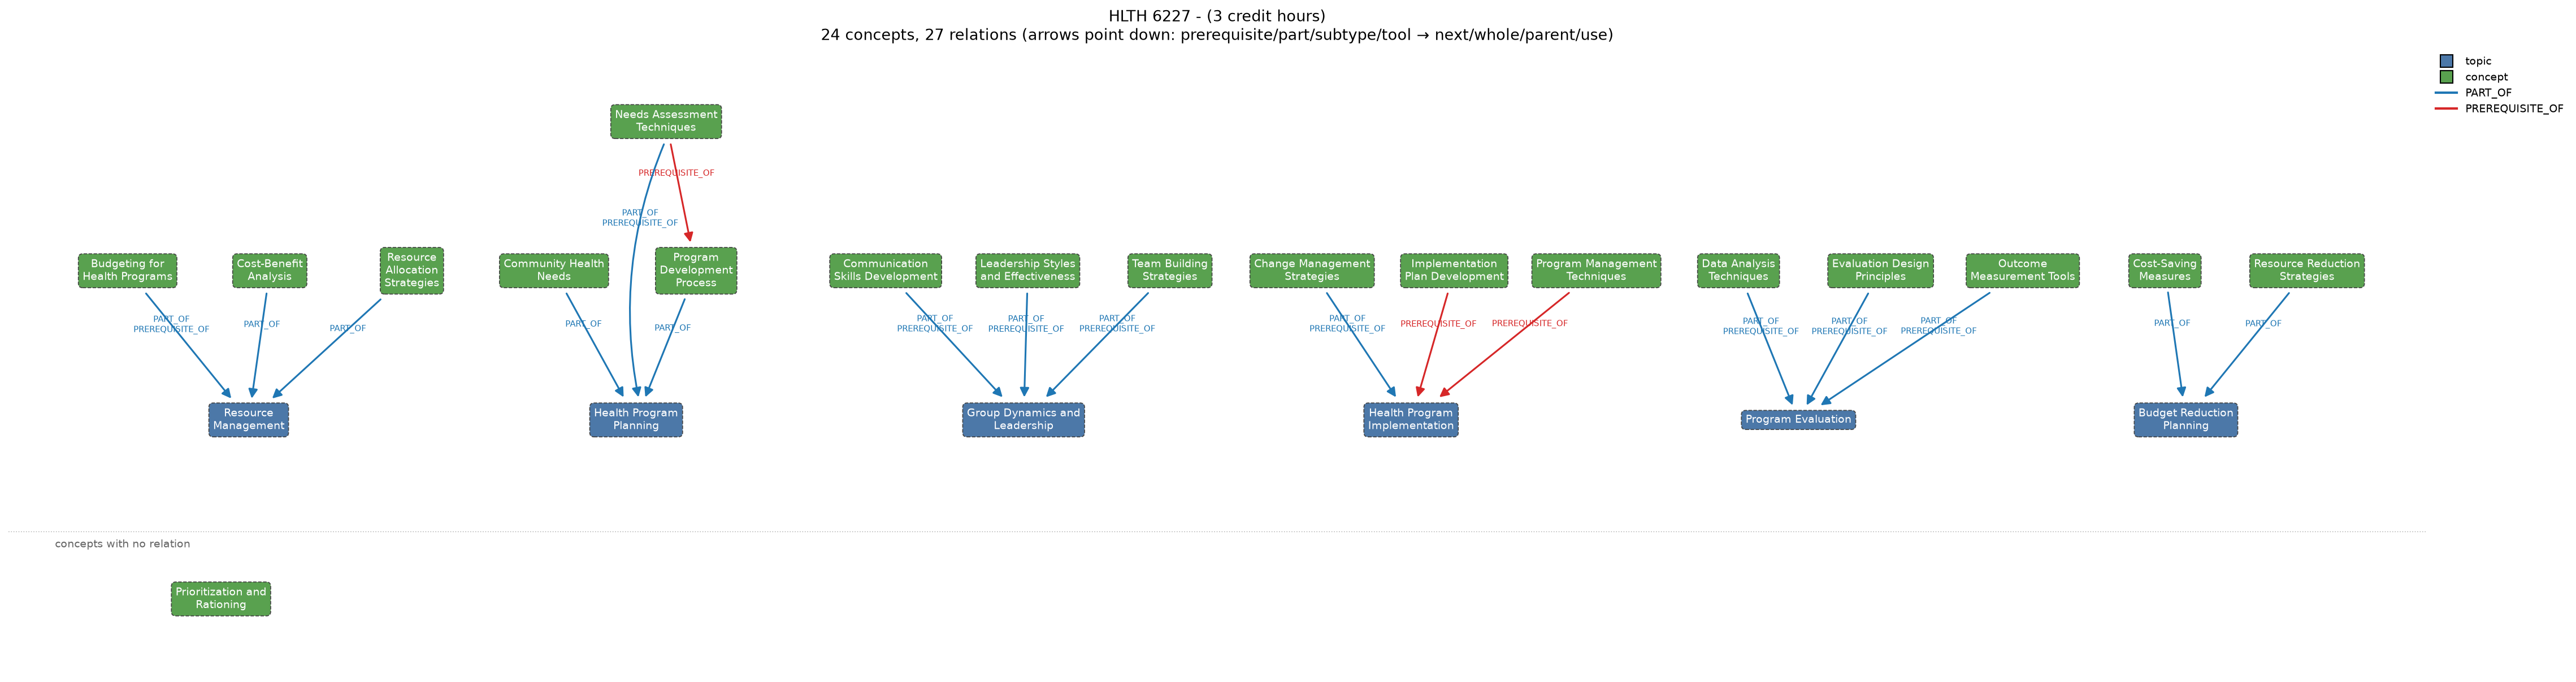 HLTH 6227 - (3 credit hours)
24 concepts, 27 relations (arrows point down: prerequisite/part/subtype/tool → next/whole/parent/use)
topic
concept
PART_OF
PREREQUISITE_OF
Needs Assessment
Techniques
PREREQUISITE_OF
PART_OF
PREREQUISITE_OF
Budgeting for
Health Programs
Cost-Benefit
Analysis
Resource
Allocation
Strategies
Community Health
Needs
Program
Development
Process
Communication
Skills Development
Leadership Styles
and Effectiveness
Team Building
Strategies
Change Management
Strategies
Implementation
Plan Development
Program Management
Techniques
Data Analysis
Techniques
Evaluation Design
Principles
Outcome
Measurement Tools
Cost-Saving
Measures
Resource Reduction
Strategies
PART_OF
PREREQUISITE_OF
PART_OF
PART_OF
PART_OF
PART_OF
PART_OF
PREREQUISITE_OF
PART_OF
PREREQUISITE_OF
PART_OF
PREREQUISITE_OF
PART_OF
PREREQUISITE_OF
PREREQUISITE_OF
PREREQUISITE_OF
PART_OF
PREREQUISITE_OF
PART_OF
PREREQUISITE_OF
PART_OF
PREREQUISITE_OF
PART_OF
PART_OF
Resource
Management
Health Program
Planning
Group Dynamics and
Leadership
Health Program
Implementation
Program Evaluation
Budget Reduction
Planning
concepts with no relation
Prioritization and
Rationing